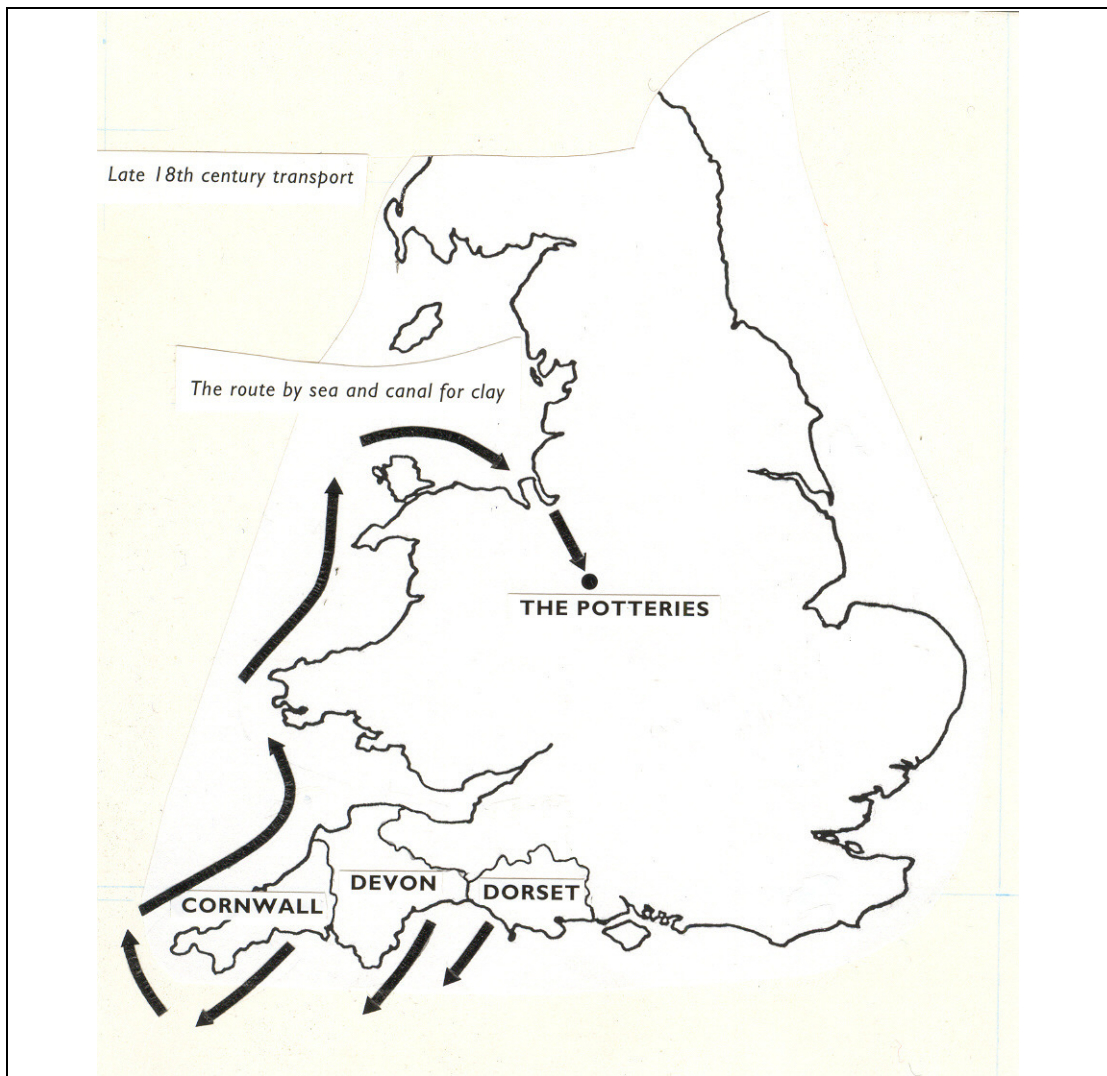 Late 18th century transport
The route by sea and canal for clay
THE POTTERIES
DEVON
DORSET
CORNWALL